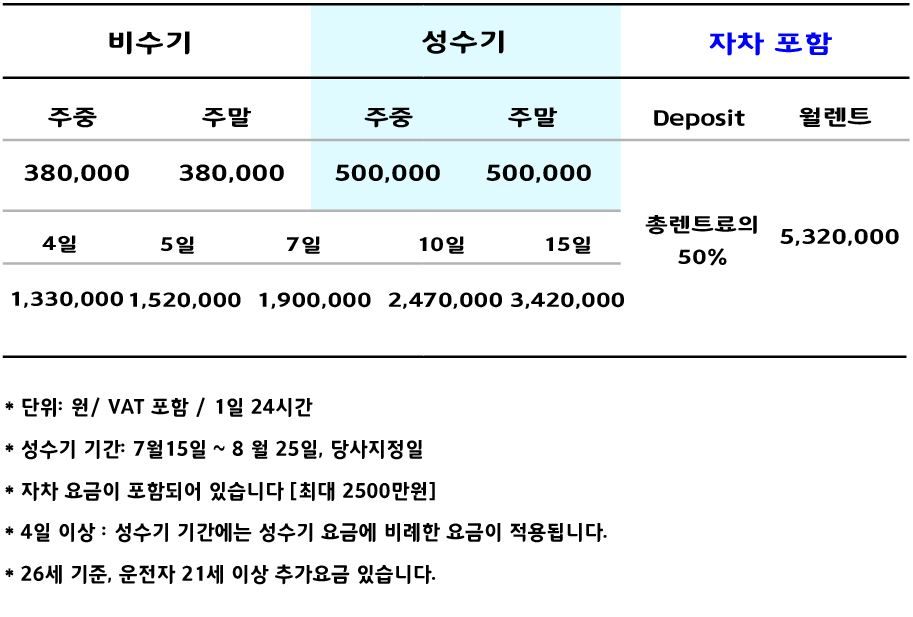 비수기 성수기 자차 포함
주중 주말 주중 주말 Deposit 월렌트
380,000 380,000 500,000 500,000
총렌트료의
50%
5,320,000
4일 5일 7일 10일 15일
1,330,000 1,520,000 1,900,000 2,470,000 3,420,000
* 단위: 원/ VAT 포함 / 1일 24시간
* 성수기 기간: 7월15일 ~ 8 월 25일, 당사지정일
* 자차 요금이 포함되어 있습니다 [최대 2500만원]
* 4일 이상 : 성수기 기간에는 성수기 요금에 비례한 요금이 적용됩니다.
* 26세 기준, 운전자 21세 이상 추가요금 있습니다.